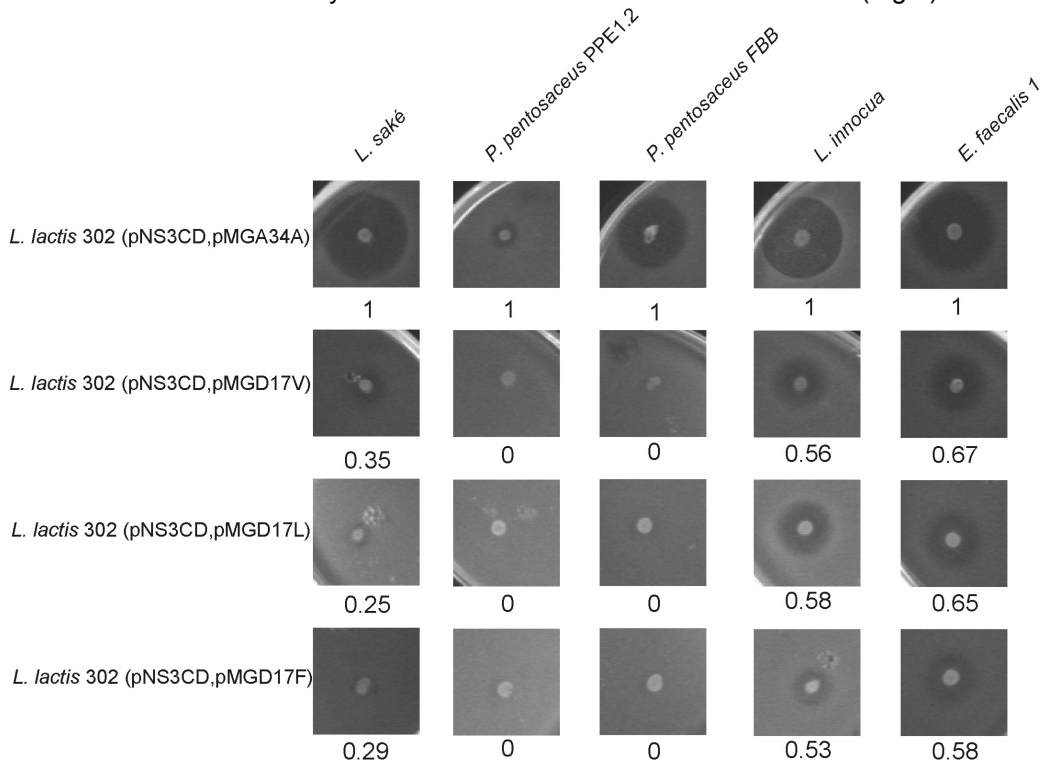 L. saké
P. pentosaceus PPE1.2
P. pentosaceus FBB
L. innocua
E. faecalis 1
L. lactis 302 (pNS3CD,pMGA34A)
1 1 1 1 1
L. lactis 302 (pNS3CD,pMGD17V)
0.35 0 0 0.56 0.67
L. lactis 302 (pNS3CD,pMGD17L)
0.25 0 0 0.58 0.65
L. lactis 302 (pNS3CD,pMGD17F)
0.29 0 0 0.53 0.58